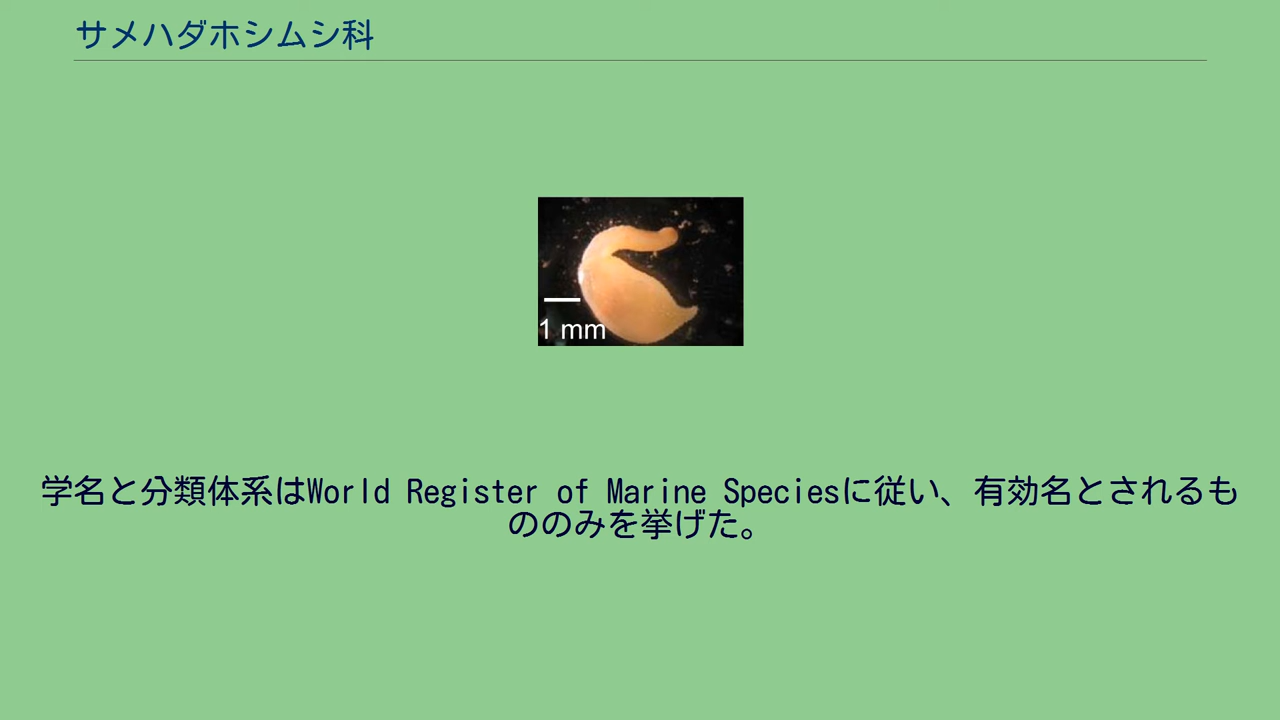 サメハダホシムシ科
1 mm
学名と分類体系はWorld Register of Marine Speciesに従い、有効名とされるも
ののみを挙げた。